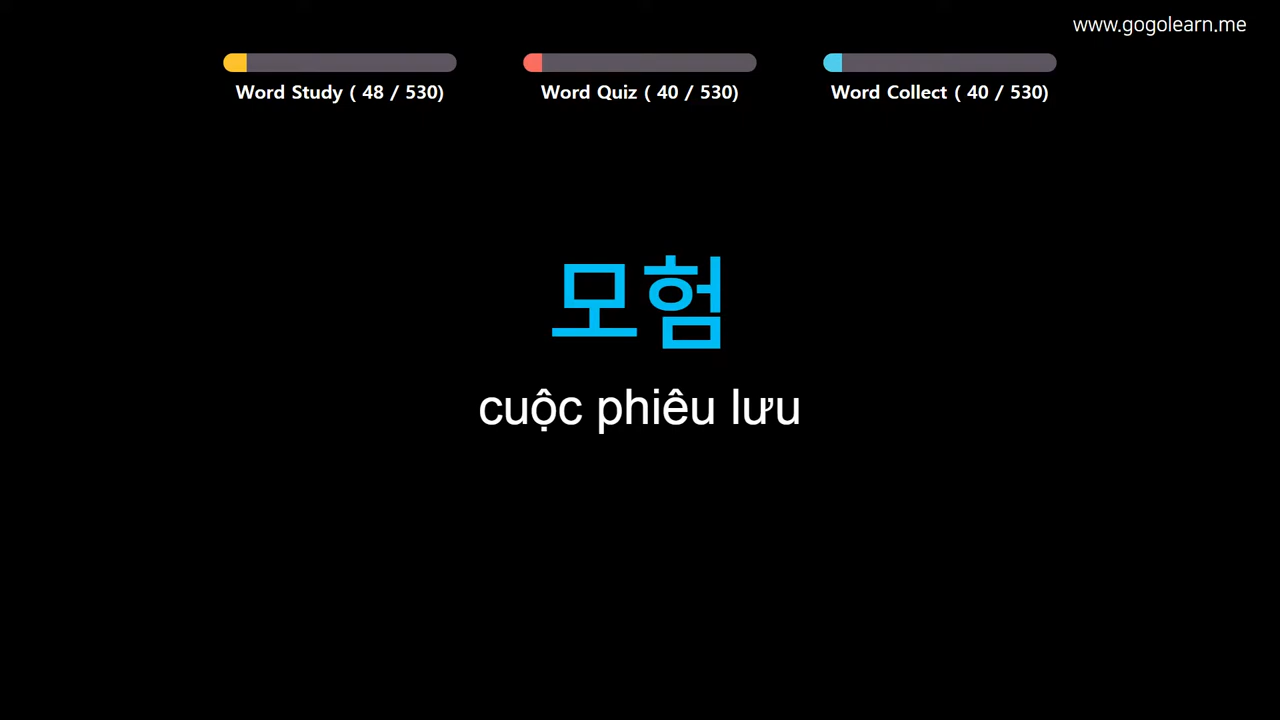 www.gogolearn.me
Word Study ( 48 / 530)
Word Quiz ( 40 / 530)
Word Collect ( 40 / 530)
모험
cuộc phiêu lưu